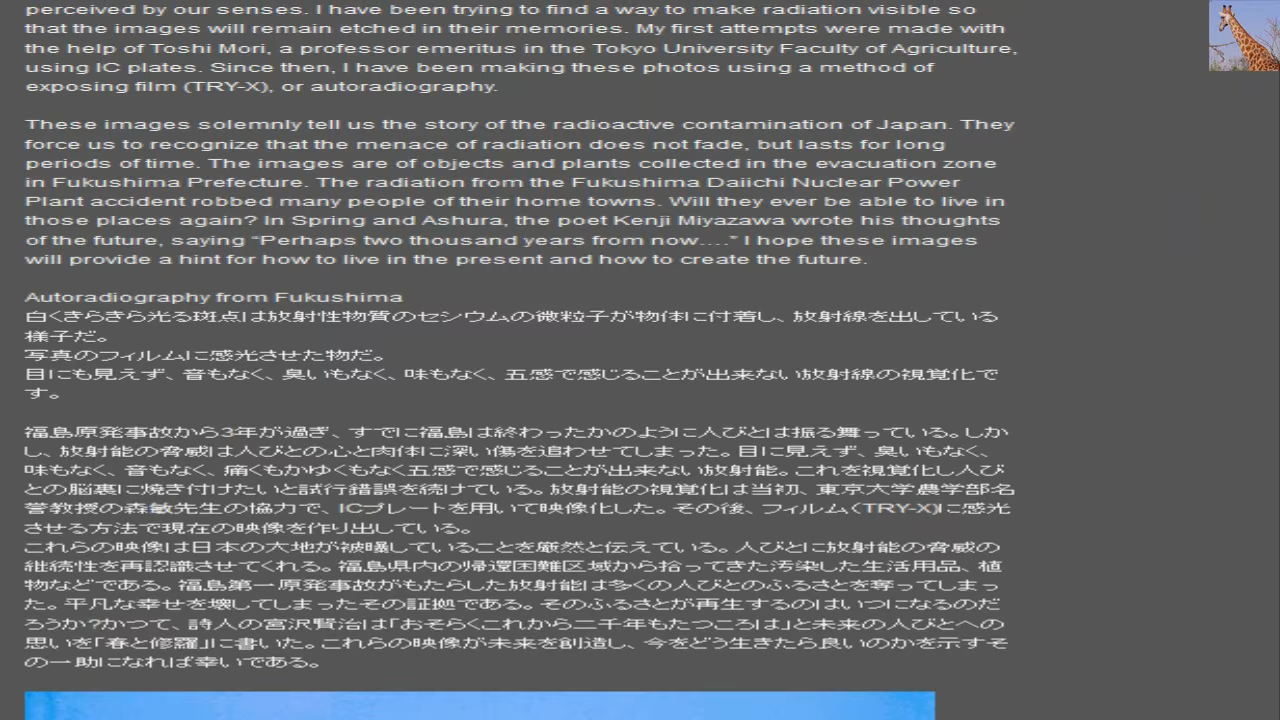 perceived by our senses. I have been trying to find a way to make radiation visible so
that the images will remain etched in their memories. My first attempts were made with
the help of Toshi Mori, a professor emeritus in the Tokyo University Faculty of Agriculture,
using IC plates. Since then, I have been making these photos using a method of
exposing film (TRY-X), or autoradiography.
These images solemnly tell us the story of the radioactive contamination of Japan. They
force us to recognize that the menace of radiation does not fade, but lasts for long
periods of time. The images are of objects and plants collected in the evacuation zone
in Fukushima Prefecture. The radiation from the Fukushima Daiichi Nuclear Power
Plant accident robbed many people of their home towns. Will they ever be able to live in
those places again? In Spring and Ashura, the poet Kenji Miyazawa wrote his thoughts
of the future, saying “Perhaps two thousand years from now….” I hope these images
will provide a hint for how to live in the present and how to create the future.
Autoradiography from Fukushima
白くきらきら光る斑点は放射性物質のセシウムの微粒子が物体に付着し、放射線を出している
様子だ。
写真のフィルムに感光させた物だ。
目にも見えず、音もなく、臭いもなく、味もなく、五感で感じることが出来ない放射線の視覚化で
す。
福島原発事故から3年が過ぎ、すでに福島は終わったかのように人びとは振る舞っている。しか
し、放射能の脅威は人びとの心と肉体に深い傷を追わせてしまった。目に見えず、臭いもなく、
味もなく、音もなく、痛くもかゆくもなく五感で感じることが出来ない放射能。これを視覚化し人び
との脳裏に焼き付けたいと試行錯誤を続けている。放射能の視覚化は当初、東京大学農学部名
誉教授の森敏先生の協力で、ICプレートを用いて映像化した。その後、フィルム(TRY-X)に感光
させる方法で現在の映像を作り出している。
これらの映像は日本の大地が被曝していることを厳然と伝えている。人びとに放射能の脅威の
継続性を再認識させてくれる。福島県内の帰還困難区域から拾ってきた汚染した生活用品、植
物などである。福島第一原発事故がもたらした放射能は多くの人びとのふるさとを奪ってしまっ
た。平凡な幸せを壊してしまったその証拠である。そのふるさとが再生するのはいつになるのだ
ろうか?かつて、詩人の宮沢賢治は「おそらくこれから二千年もたつころは」と未来の人びとへの
思いを「春と修羅」に書いた。これらの映像が未来を創造し、今をどう生きたら良いのかを示すそ
の一助になれば幸いである。